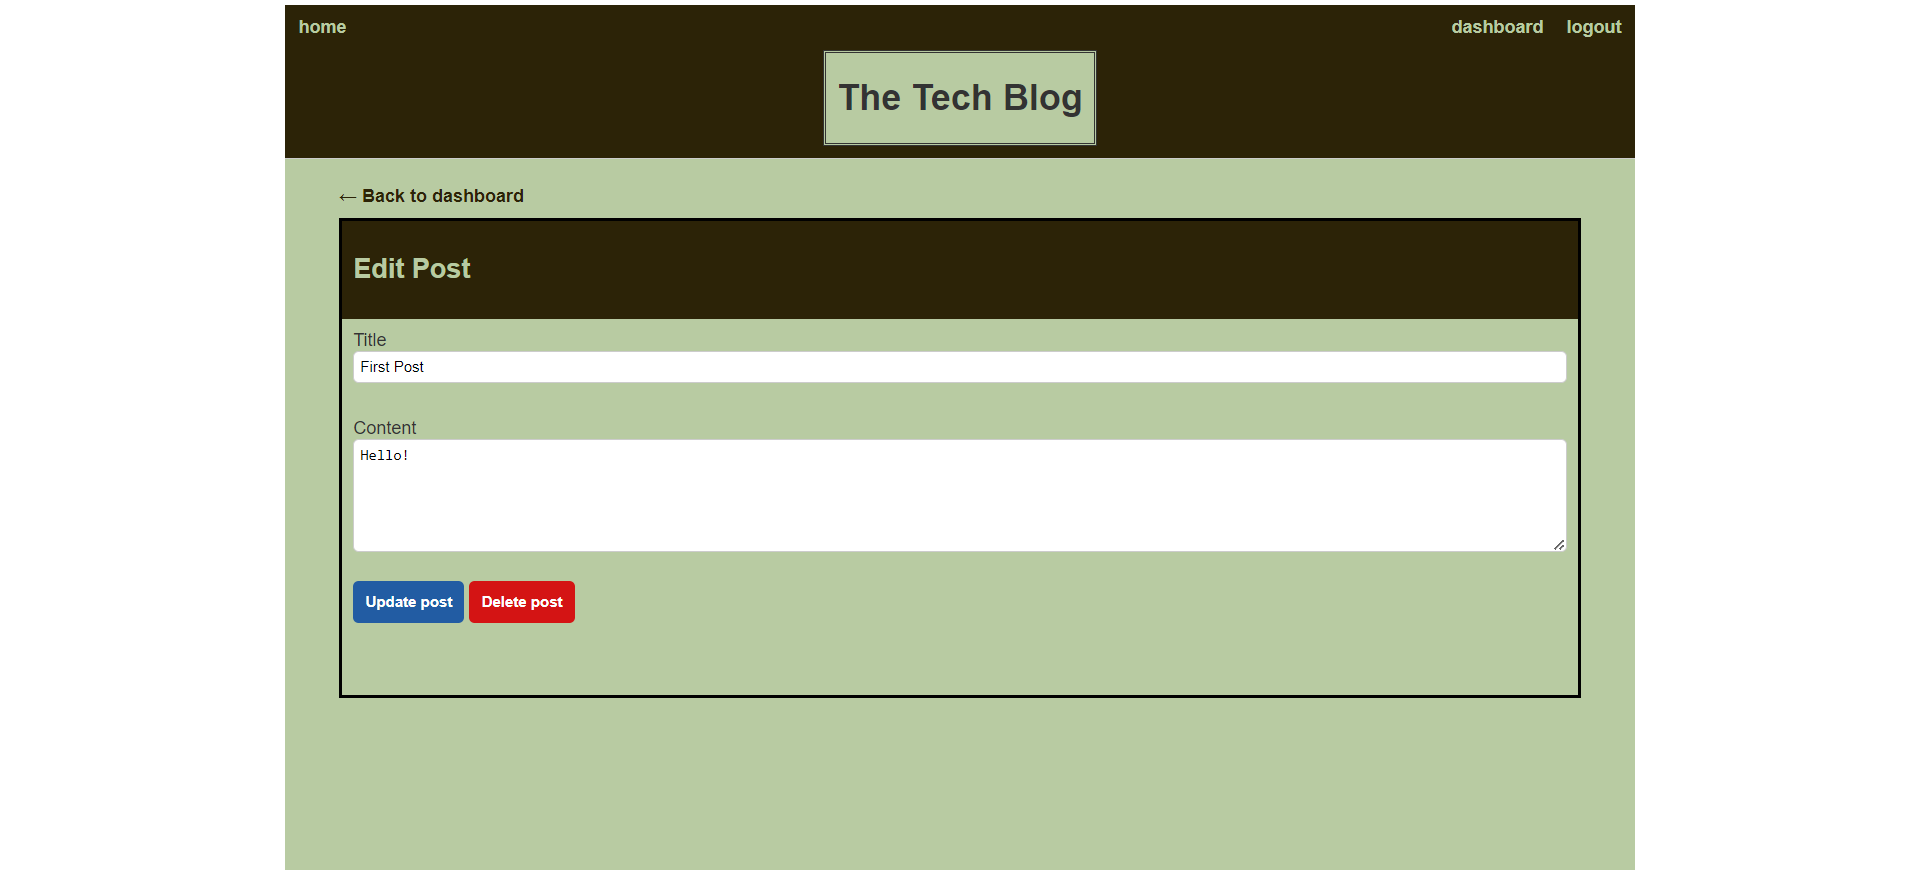 home dashboard logout
The Tech Blog
← Back to dashboard
Edit Post
Title
First Post
Content
Hello!
Update post Delete post